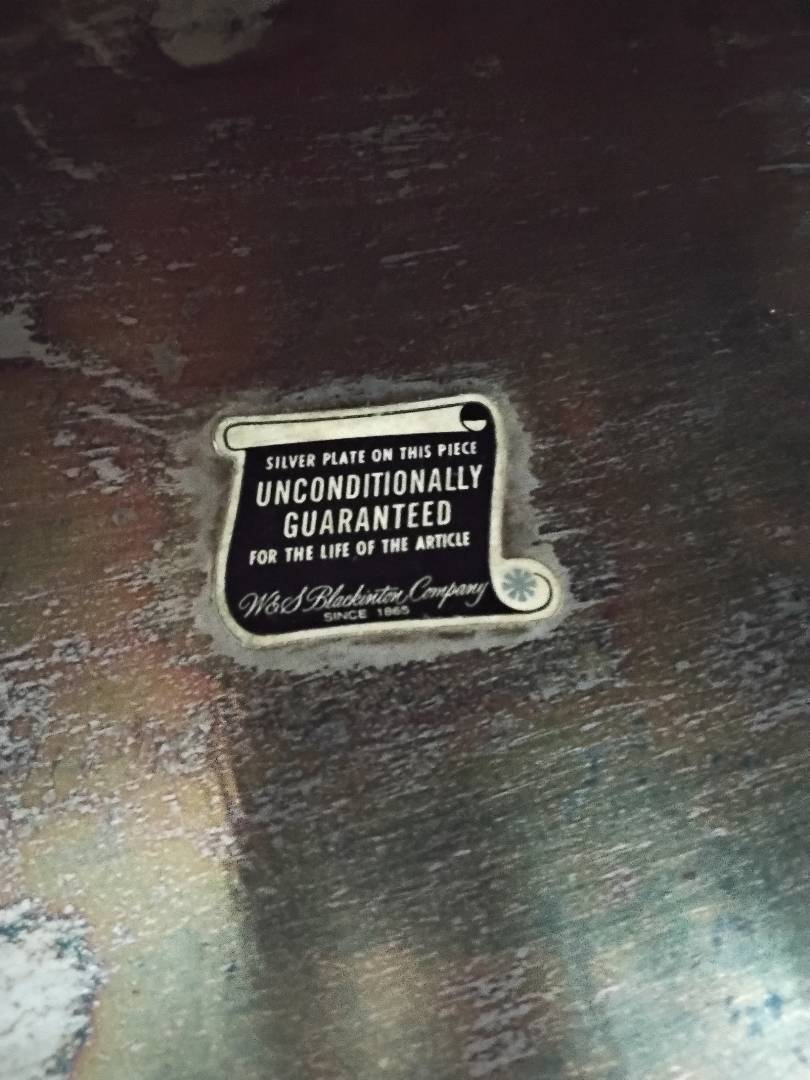 SILVER PLATE ON THIS PIECE
UNCONDITIONALLY
GUARANTEED
FOR THE LIFE OF THE ARTICLE
W&S Blackinton Company
SINCE 1865